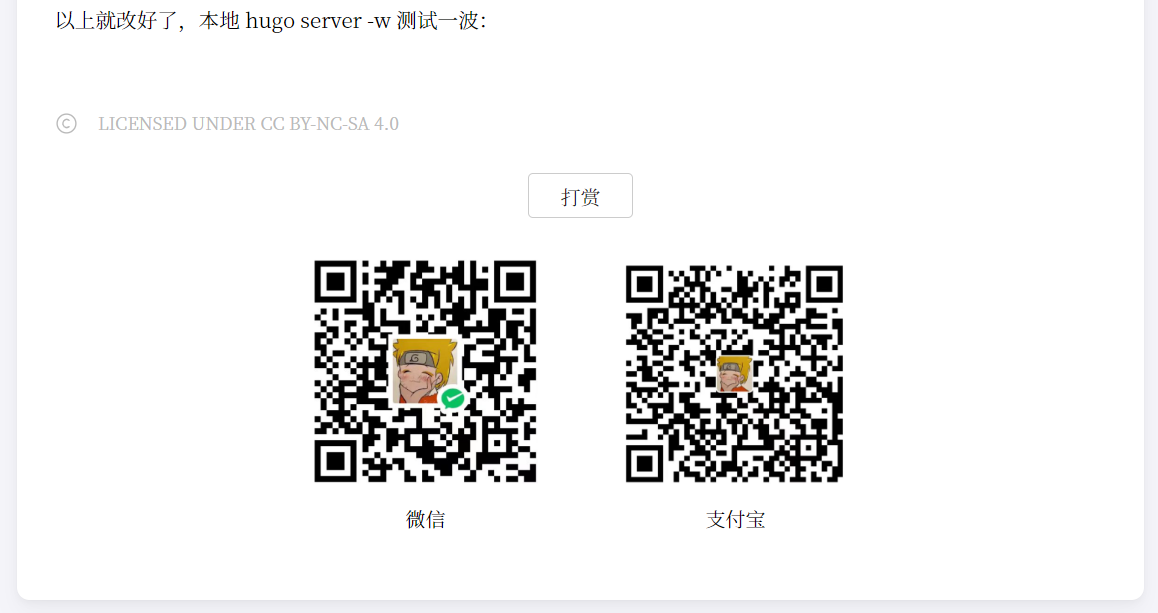 以上就改好了，本地 hugo server -w 测试一波：
© LICENSED UNDER CC BY-NC-SA 4.0
打赏
微信
支付宝